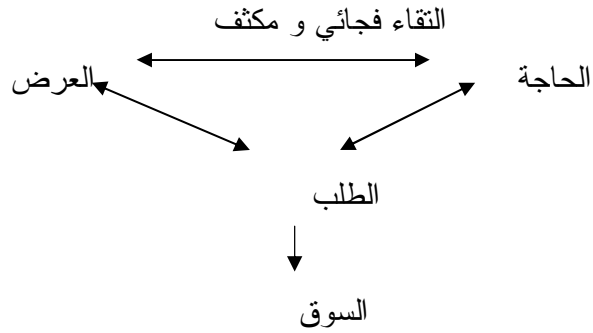 التقاء فجائي و مكثف
الحاجة
العرض
الطلب
السوق